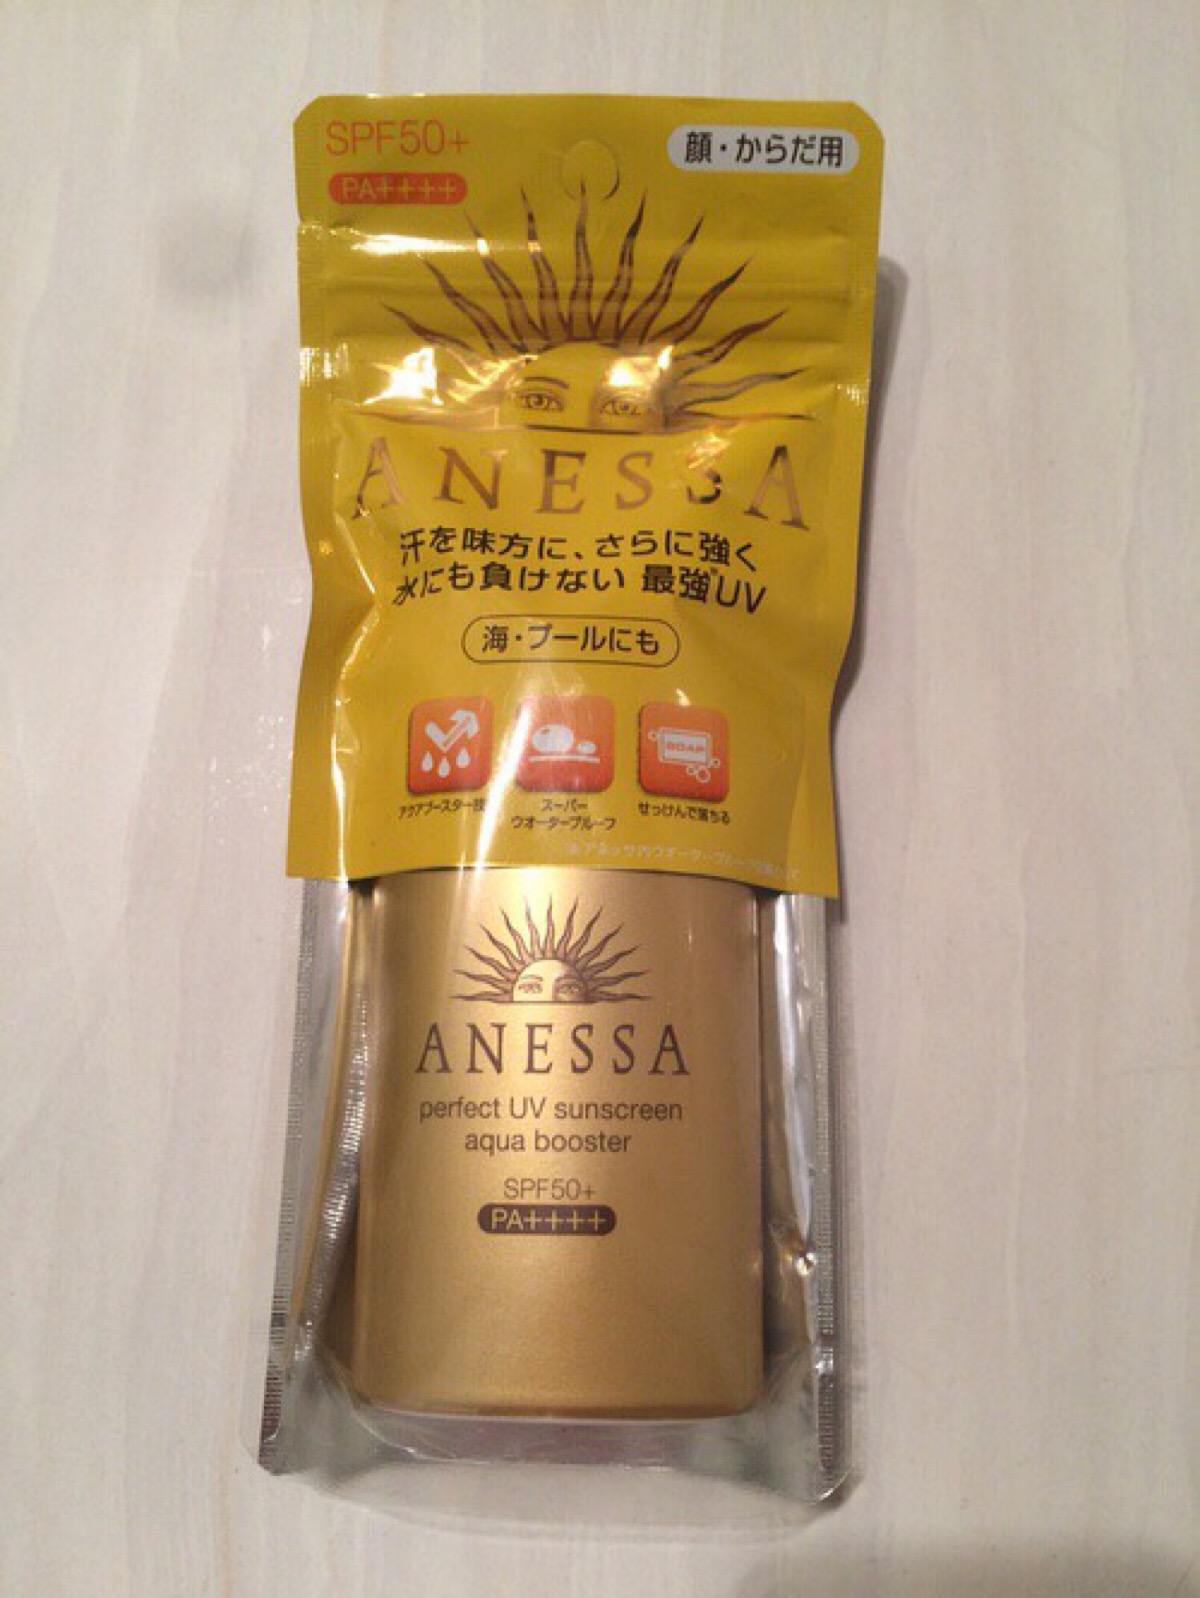 SPF50+
顔・からだ用
PA++++
ANESSA
汗を味方に、さらに強く
水にも負けない 最強*UV
海・プールにも
SOAP
アクアブースター技
スーパー
ウオータープルーフ
せっけんで落ちる
ANESSA
perfect UV sunscreen
aqua booster
SPF50+
PA++++